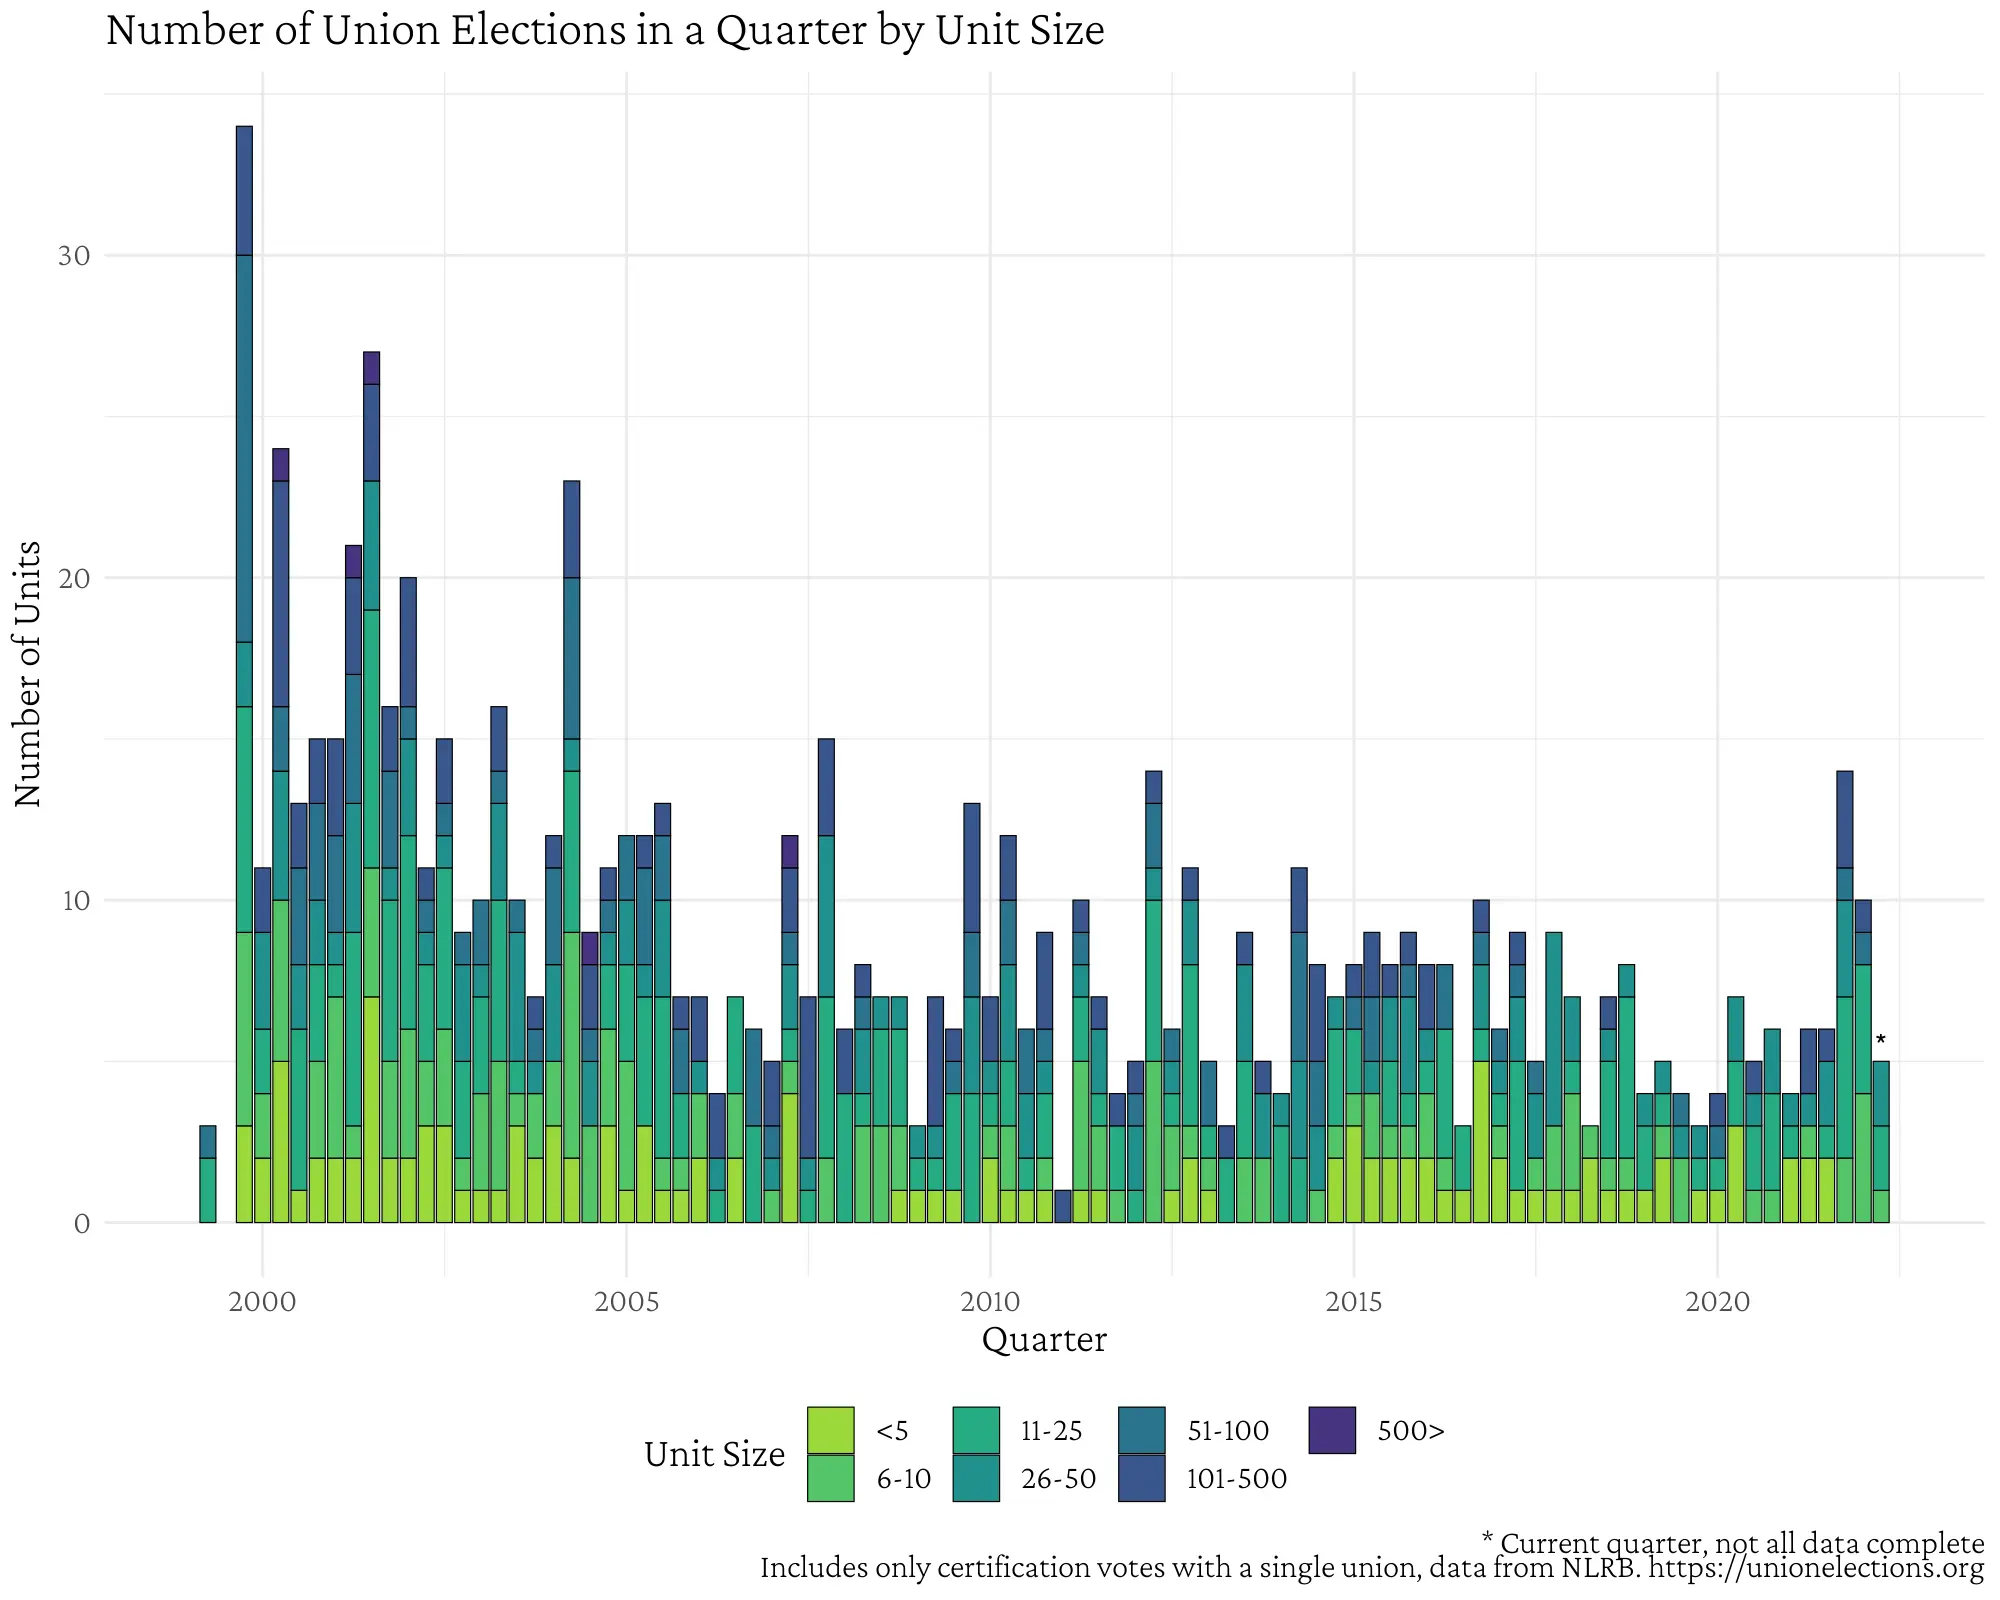 Number of Union Elections in a Quarter by Unit Size
Number of Units
30
20
10
0
2000 2005 2010 2015 2020
Quarter
Unit Size
<5 11-25 51-100 500>
6-10 26-50 101-500
*
* Current quarter, not all data complete
Includes only certification votes with a single union, data from NLRB. https://unionelections.org